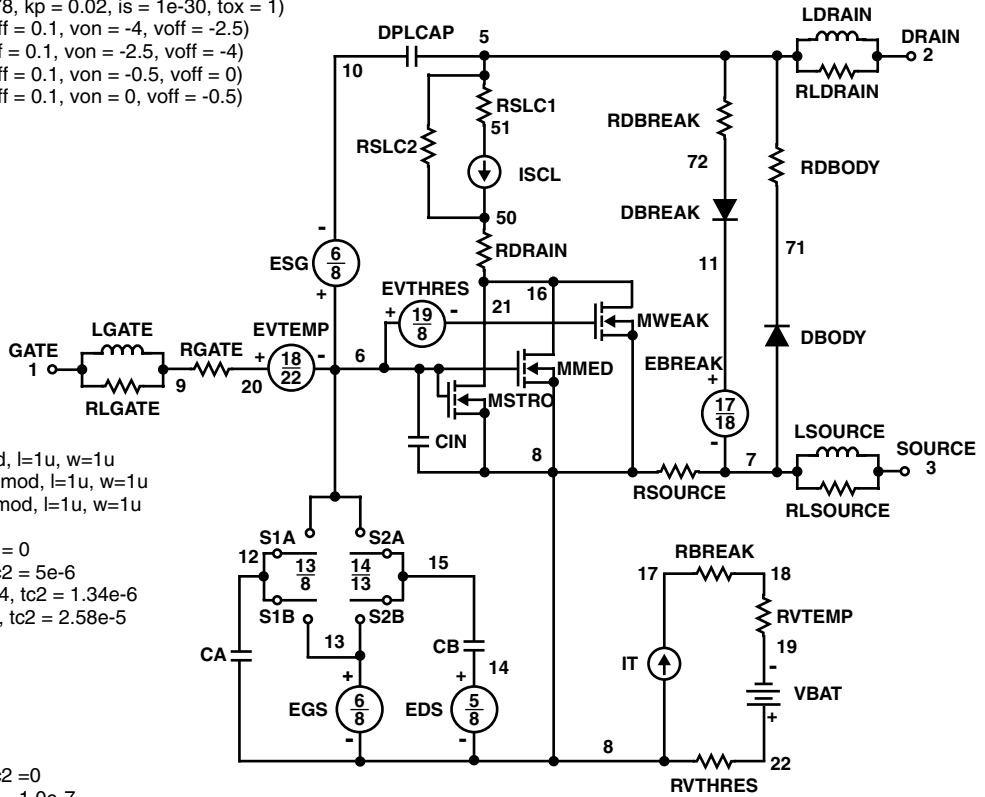 78, kp = 0.02, is = 1e-30, tox = 1)
ff = 0.1, von = -4, voff = -2.5)
f = 0.1, von = -2.5, voff = -4)
ff = 0.1, von = -0.5, voff = 0)
ff = 0.1, von = 0, voff = -0.5)
DPLCAP
5
10
LDRAIN
DRAIN
2
RLDRAIN
RSLC1
51
RSLC2
ISCL
50
RDRAIN
RDBREAK
72
RDBODY
DBREAK
71
11
-
ESG
6
8
+
EVTHRES
+
19
8
-
16
21
MWEAK
LGATE
GATE
1
RLGATE
9
RGATE
20
EVTEMP
+
18
22
-
6
MMED
MSTRO
EBREAK
+
17
18
-
DBODY
CIN
8
7
RSOURCE
LSOURCE
SOURCE
3
RLSOURCE
d, l=1u, w=1u
mod, l=1u, w=1u
nod, l=1u, w=1u
= 0
c2 = 5e-6
4, tc2 = 1.34e-6
, tc2 = 2.58e-5
S1A
S2A
12
13
8
14
13
15
S1B
S2B
13
CA
CB
14
+
EGS
6
8
-
+
EDS
5
8
-
8
RBREAK
17
18
RVTEMP
19
IT
-
VBAT
+
22
RVTHRES
c2 =0